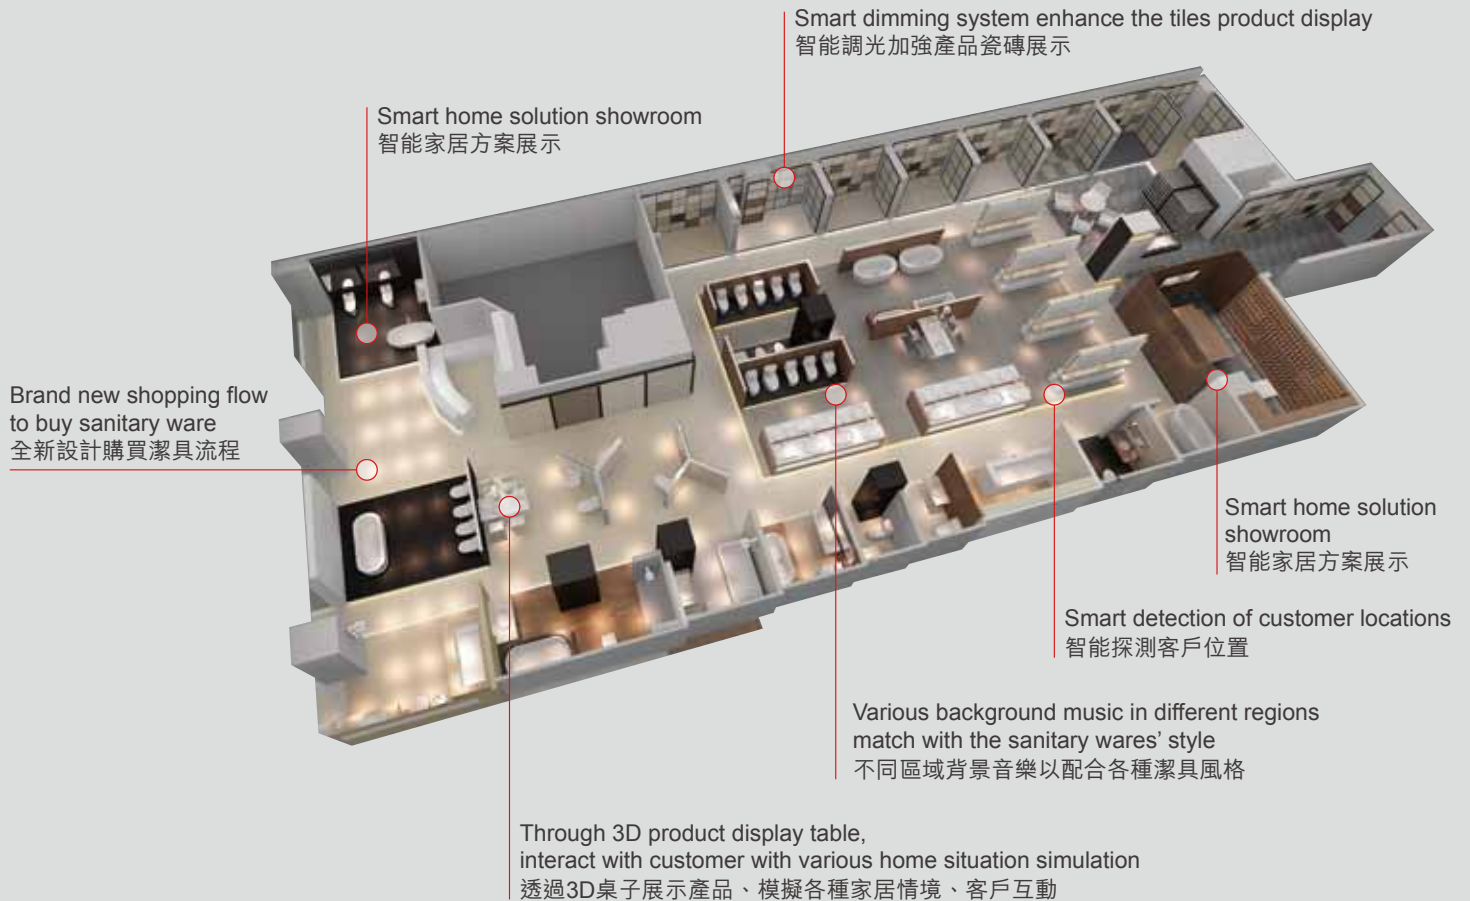 Smart dimming system enhance the tiles product display
智能調光加強產品瓷磚展示
Smart home solution showroom
智能家居方案展示
Brand new shopping flow
to buy sanitary ware
全新設計購買潔具流程
Smart home solution
showroom
智能家居方案展示
Smart detection of customer locations
智能探測客戶位置
Various background music in different regions
match with the sanitary wares' style
不同區域背景音樂以配合各種潔具風格
Through 3D product display table,
interact with customer with various home situation simulation
透過3D桌子展示產品、模擬各種家居情境、客戶互動